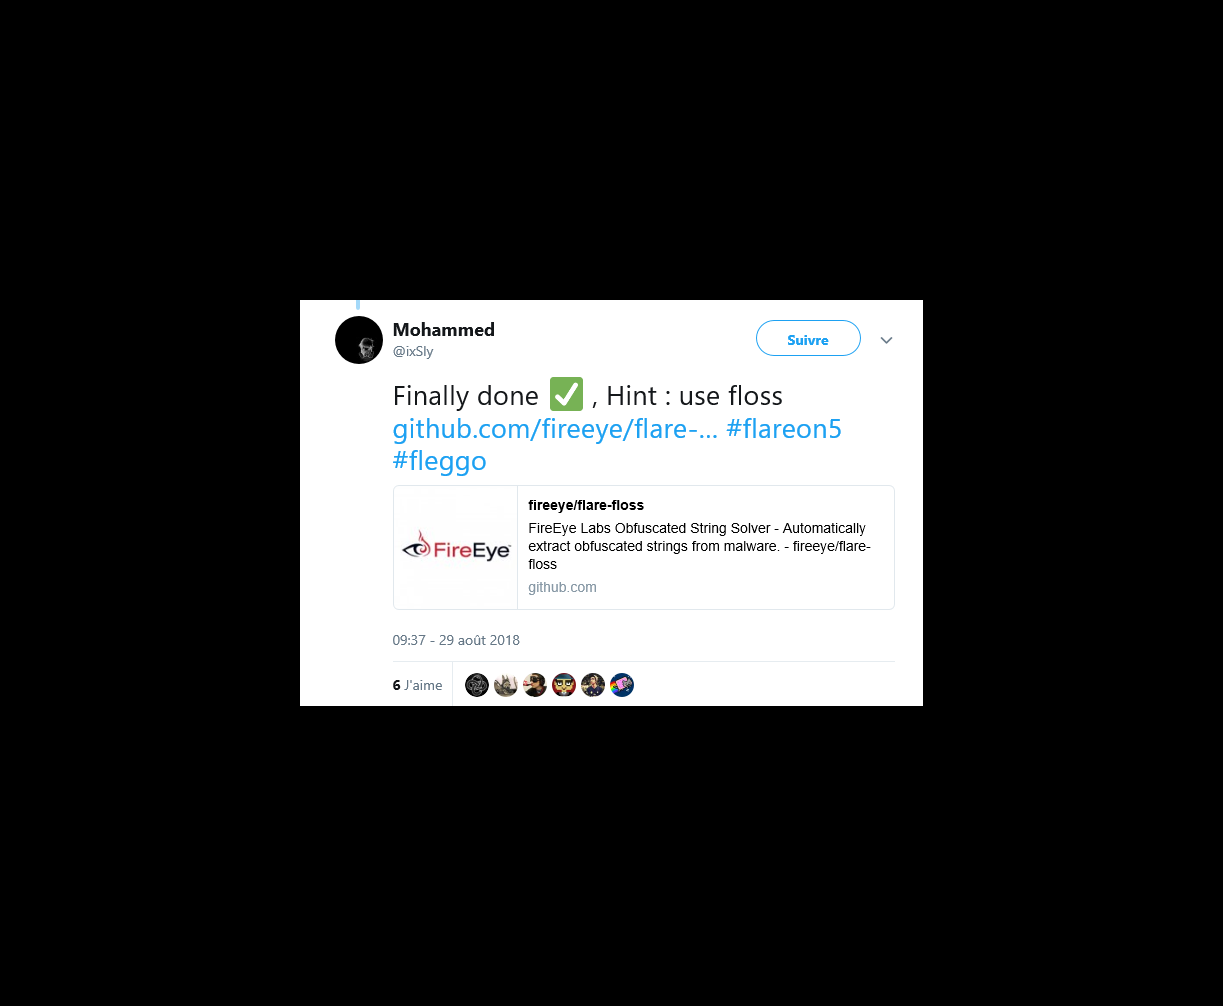 Mohammed
@ixSly
Suivre
Finally done ✅ , Hint : use floss
github.com/fireeye/flare-... #flareon5
#fleggo
FireEye™
fireeye/flare-floss
FireEye Labs Obfuscated String Solver - Automatically
extract obfuscated strings from malware. - fireeye/flare-
floss
github.com
09:37 - 29 août 2018
6 J'aime